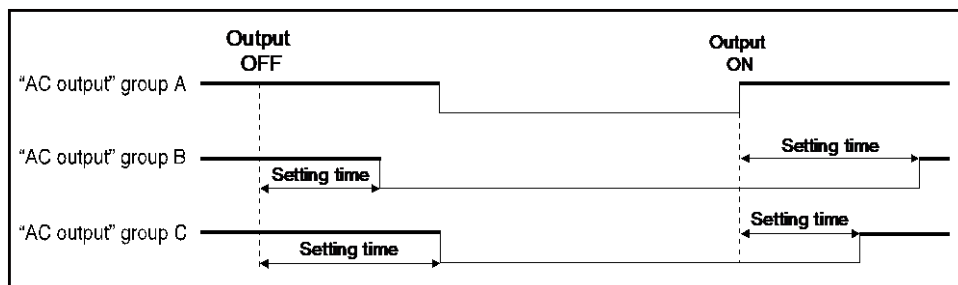 Output
OFF
Output
ON
“AC output” group A
“AC output” group B
Setting time
Setting time
“AC output” group C
Setting time
Setting time